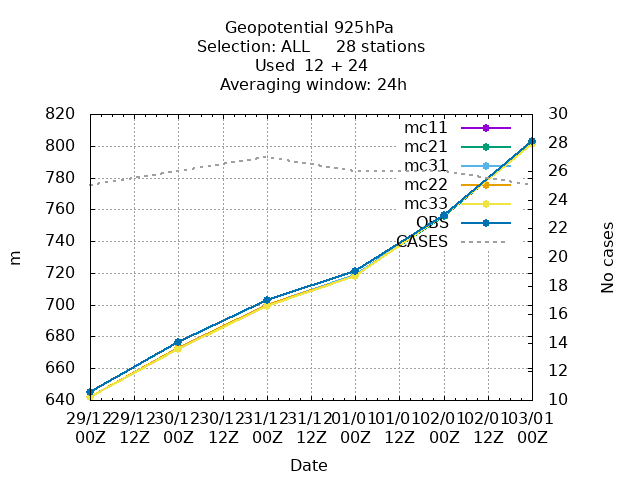 Geopotential 925hPa
Selection: ALL     28 stations
Used  12 + 24
Averaging window: 24h
820
800
780
760
740
720
700
680
660
640
m
30
28
26
24
22
20
18
16
14
12
10
No cases
mc11
mc21
mc31
mc22
mc33
OBS
CASES
29/12 29/12 30/12 30/12 31/12 31/12 01/01 01/01 02/01 02/01 03/01
00Z 12Z 00Z 12Z 00Z 12Z 00Z 12Z 00Z 12Z 00Z
Date